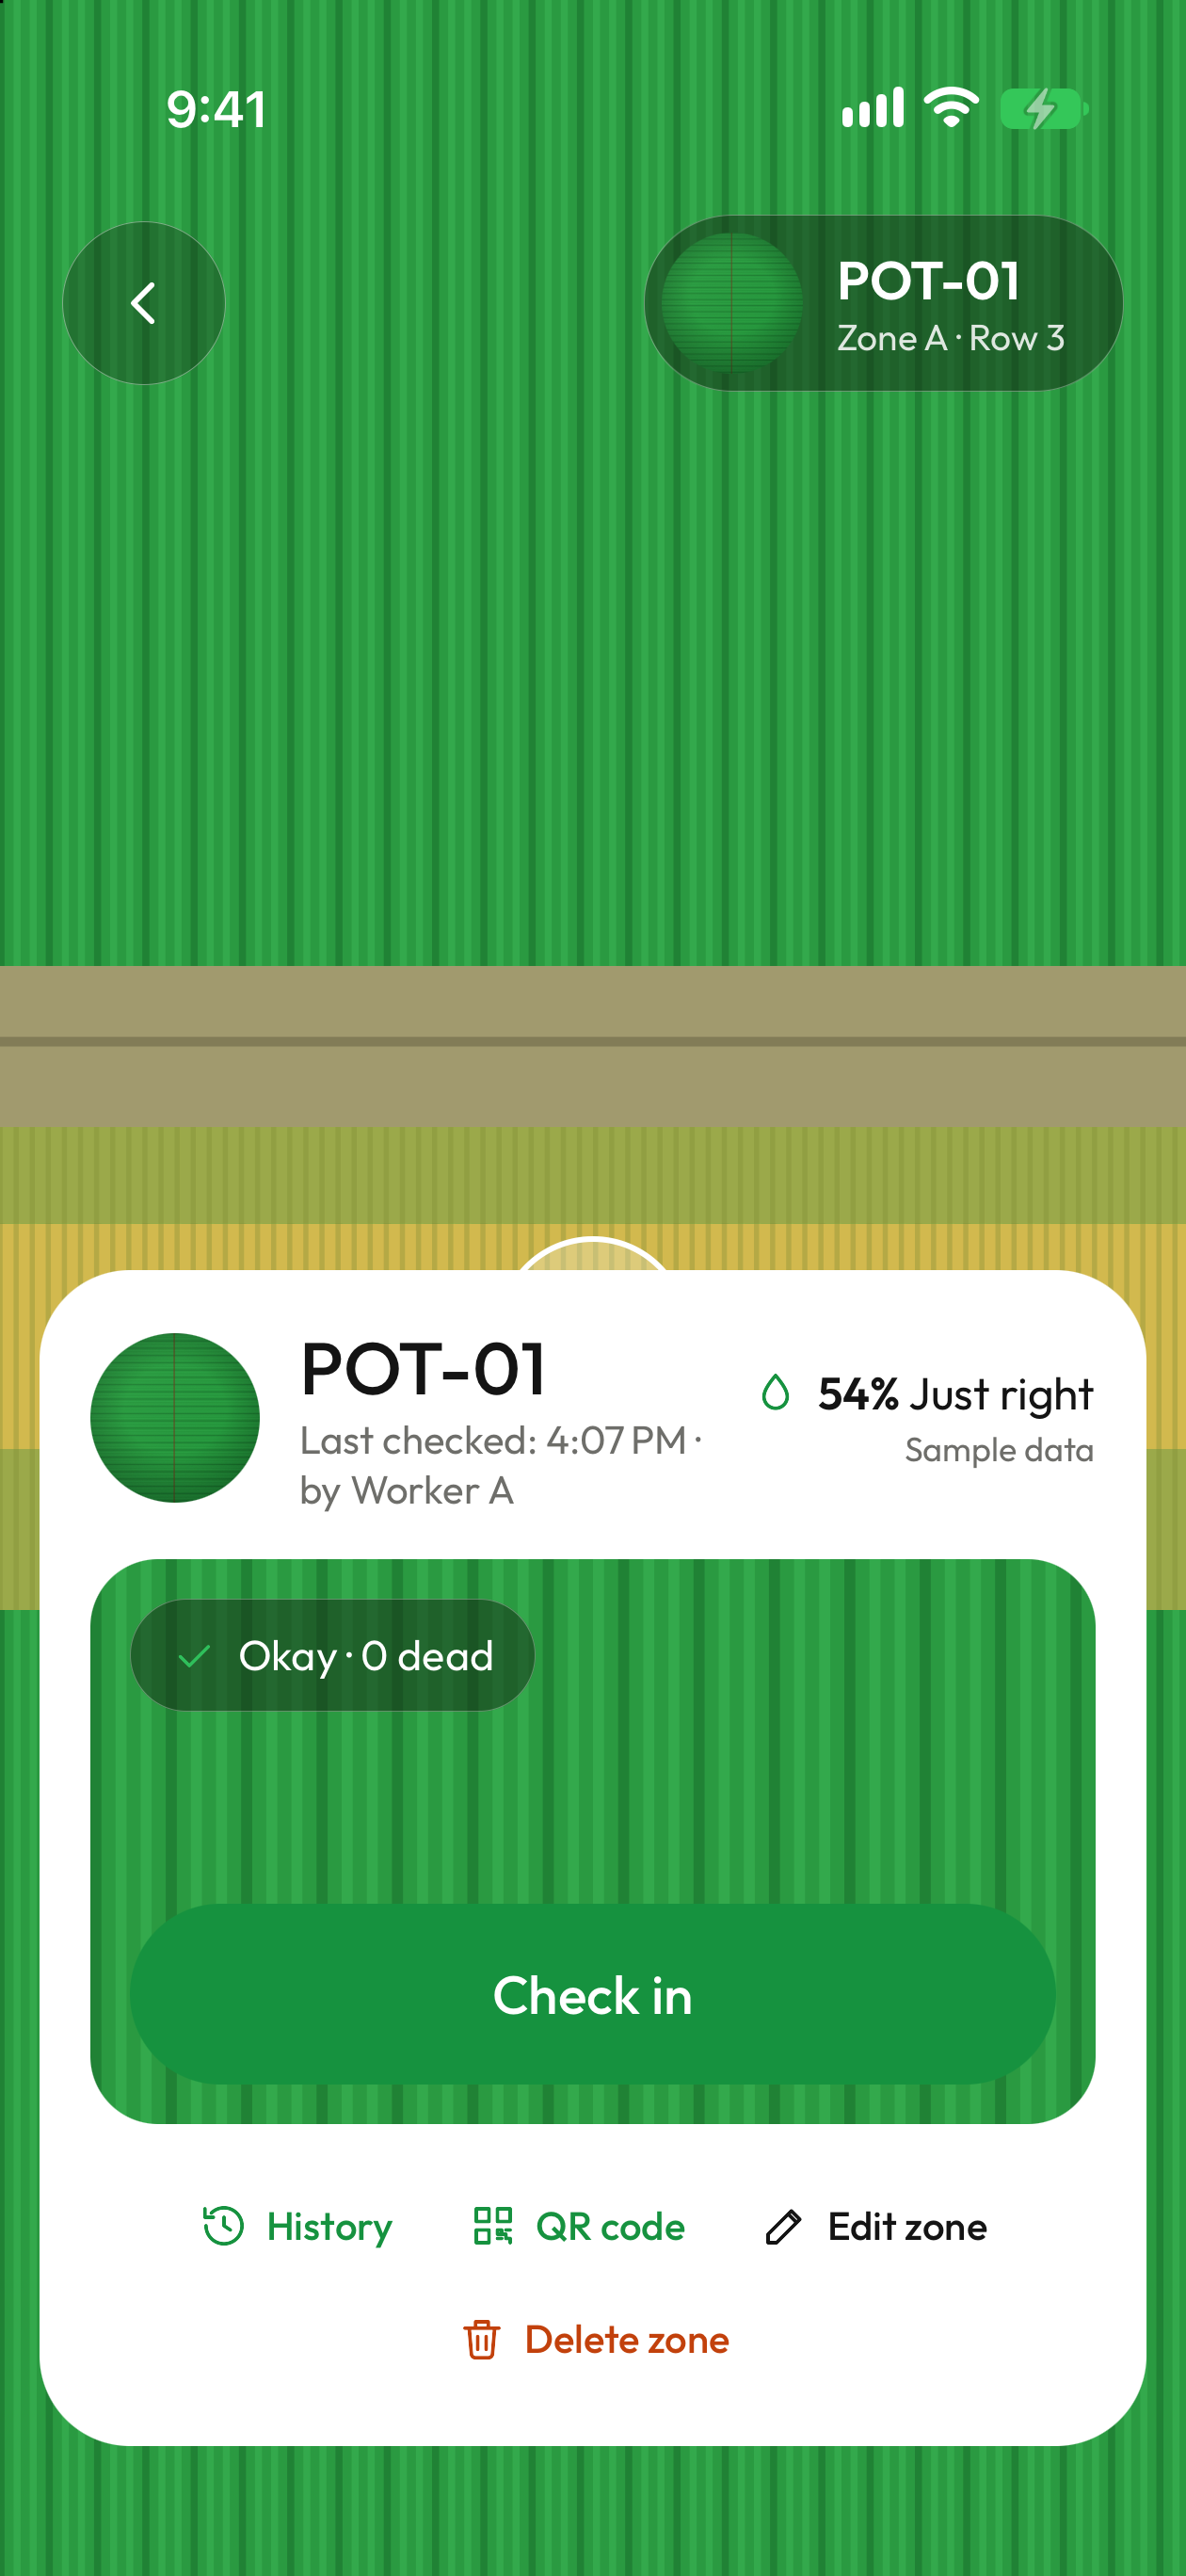 9:41
POT-01
Zone A · Row 3
POT-01
Last checked: 4:07 PM ·
by Worker A
54% Just right
Sample data
Okay · 0 dead
Check in
History
QR code
Edit zone
Delete zone